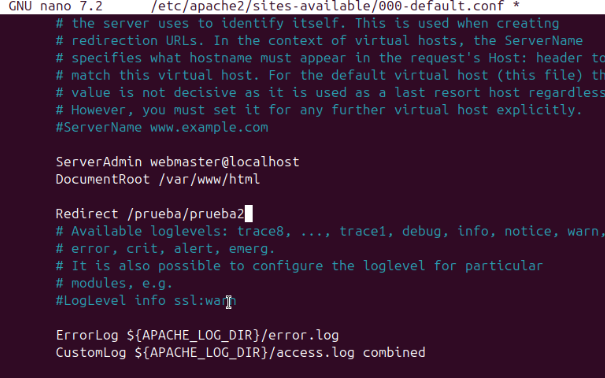 GNU nano 7.2 /etc/apache2/sites-available/000-default.conf *
# the server uses to identify itself. This is used when creating
# redirection URLs. In the context of virtual hosts, the ServerName
# specifies what hostname must appear in the request's Host: header to
# match this virtual host. For the default virtual host (this file) th
# value is not decisive as it is used as a last resort host regardless
# However, you must set it for any further virtual host explicitly.
#ServerName www.example.com
ServerAdmin webmaster@localhost
DocumentRoot /var/www/html
Redirect /prueba/prueba2
# Available loglevels: trace8, ..., trace1, debug, info, notice, warn,
# error, crit, alert, emerg.
# It is also possible to configure the loglevel for particular
# modules, e.g.
#LogLevel info ssl:warn
ErrorLog ${APACHE_LOG_DIR}/error.log
CustomLog ${APACHE_LOG_DIR}/access.log combined